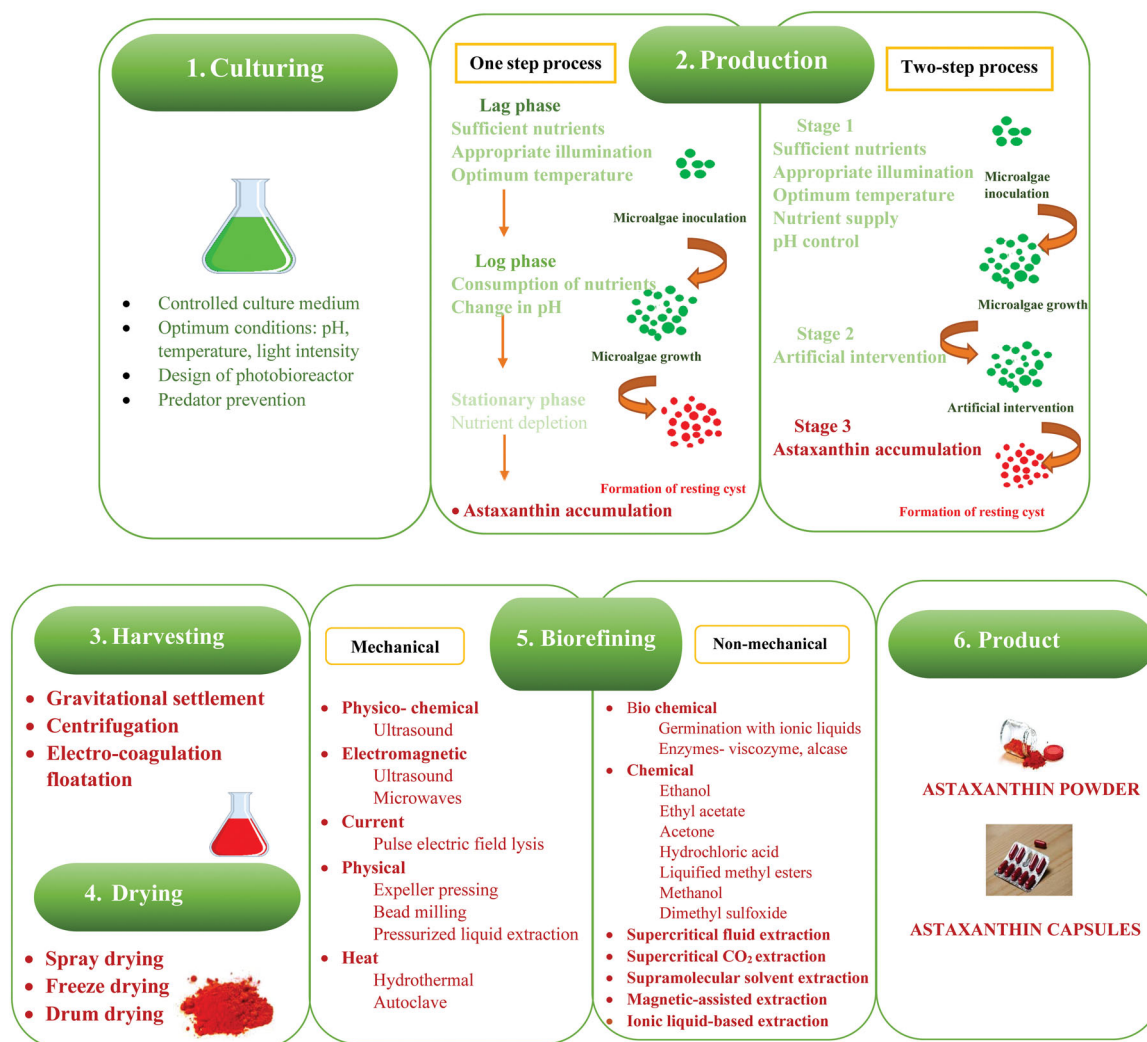 1. Culturing
• Controlled culture medium
• Optimum conditions: pH,
temperature, light intensity
• Design of photobioreactor
• Predator prevention
2. Production
One step process
Lag phase
Sufficient nutrients
Appropriate illumination
Optimum temperature
Microalgae inoculation
Log phase
Consumption of nutrients
Change in pH
Microalgae growth
Stationary phase
Nutrient depletion
Formation of resting cyst
• Astaxanthin accumulation
Two-step process
Stage 1
Sufficient nutrients
Appropriate illumination
Optimum temperature
Nutrient supply
pH control
Microalgae
inoculation
Microalgae growth
Stage 2
Artificial intervention
Artificial intervention
Stage 3
Astaxanthin accumulation
Formation of resting cyst
3. Harvesting
• Gravitational settlement
• Centrifugation
• Electro-coagulation
floatation
4. Drying
• Spray drying
• Freeze drying
• Drum drying
5. Biorefining
Mechanical
• Physico- chemical
Ultrasound
• Electromagnetic
Ultrasound
Microwaves
• Current
Pulse electric field lysis
• Physical
Expeller pressing
Bead milling
Pressurized liquid extraction
• Heat
Hydrothermal
Autoclave
Non-mechanical
• Bio chemical
Germination with ionic liquids
Enzymes- viscozyme, alcase
• Chemical
Ethanol
Ethyl acetate
Acetone
Hydrochloric acid
Liquified methyl esters
Methanol
Dimethyl sulfoxide
• Supercritical fluid extraction
• Supercritical CO₂ extraction
• Supramolecular solvent extraction
• Magnetic-assisted extraction
• Ionic liquid-based extraction
6. Product
ASTAXANTHIN POWDER
ASTAXANTHIN CAPSULES